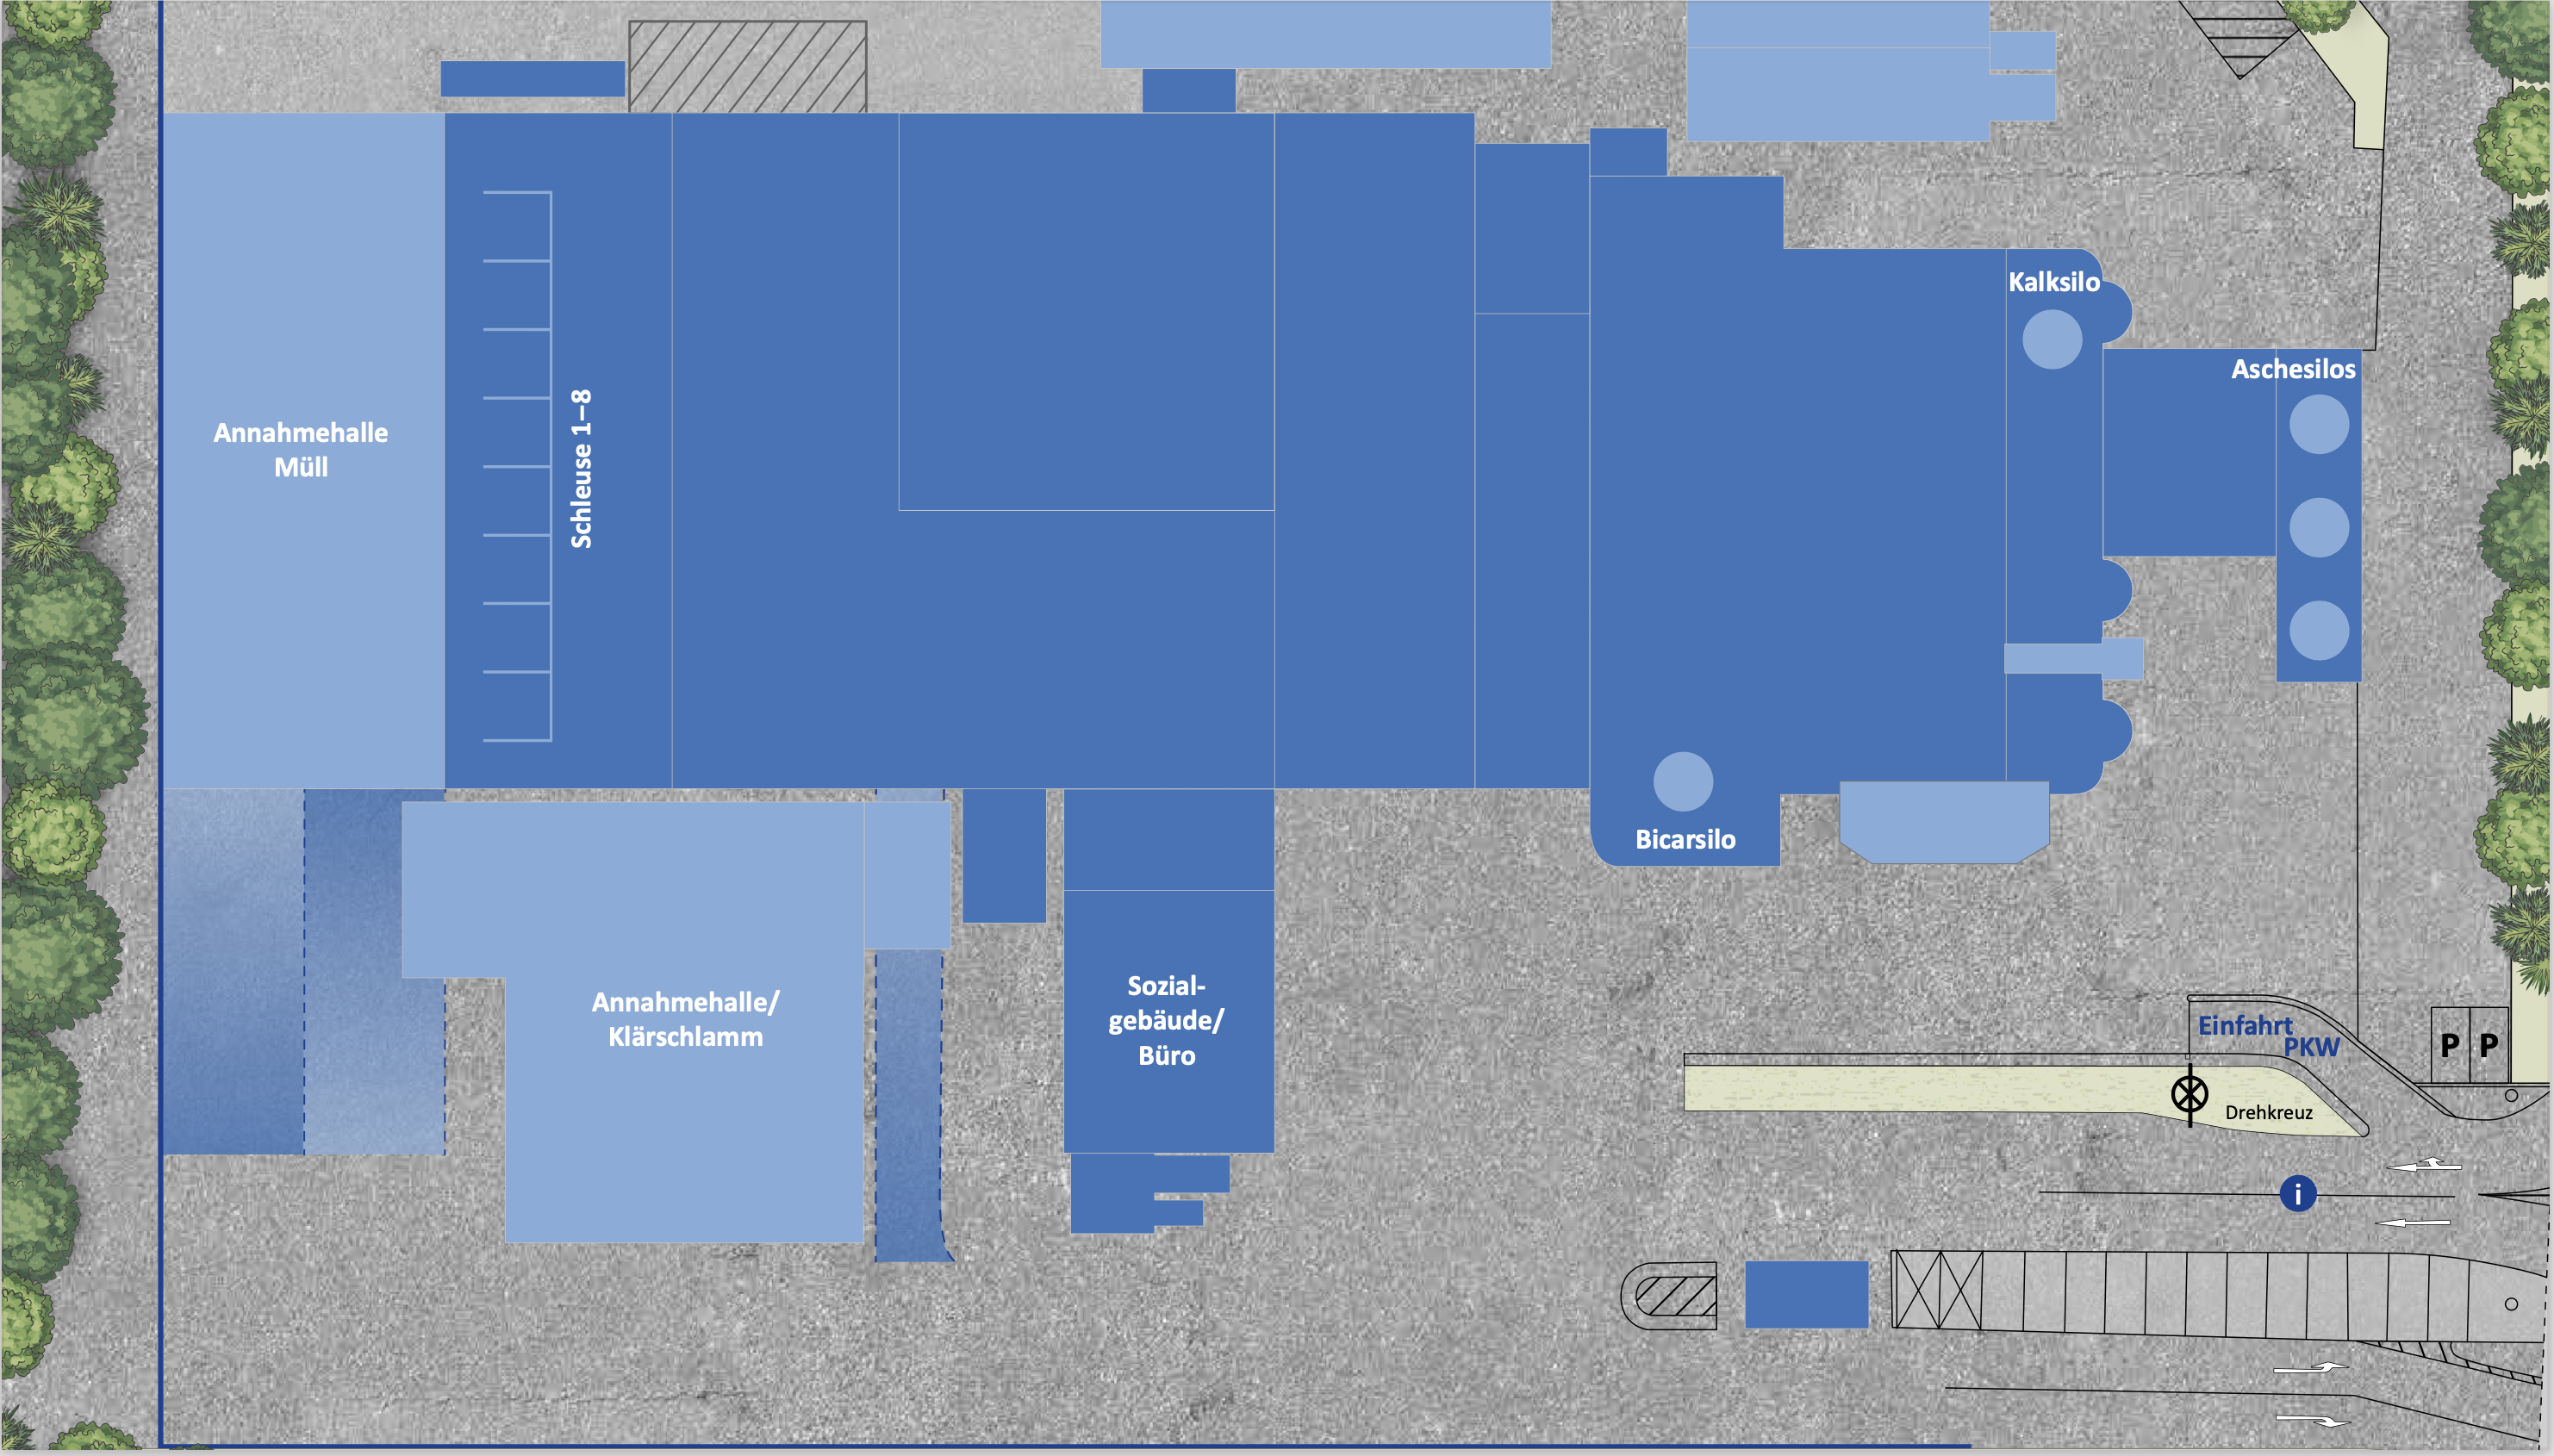 Kalksilo
Aschesilos
Annahmehalle
Müll
Schleuse 1–8
Bicarsilo
Annahmehalle/
Klärschlamm
Sozial-
gebäude/
Büro
Einfahrt
PKW
P P
Drehkreuz
i